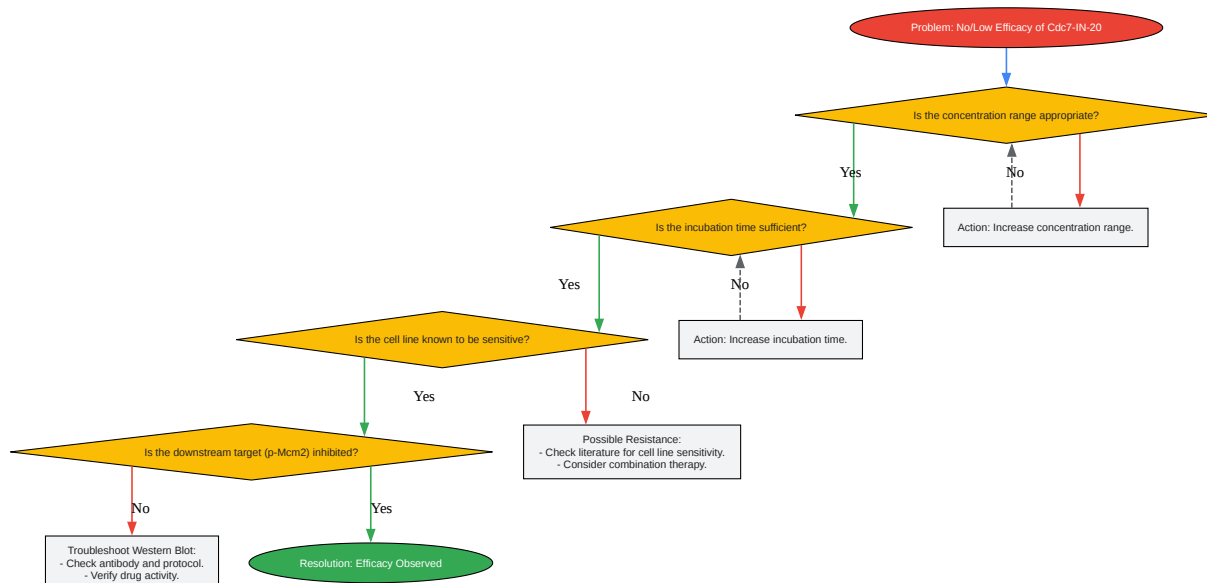 Problem: No/Low Efficacy of Cdc7-IN-20
Is the concentration range appropriate?
Yes
No
Is the incubation time sufficient?
Action: Increase concentration range.
Yes
No
Is the cell line known to be sensitive?
Action: Increase incubation time.
Yes
No
Is the downstream target (p-Mcm2) inhibited?
Possible Resistance:
- Check literature for cell line sensitivity.
- Consider combination therapy.
No
Yes
Troubleshoot Western Blot:
- Check antibody and protocol.
- Verify drug activity.
Resolution: Efficacy Observed